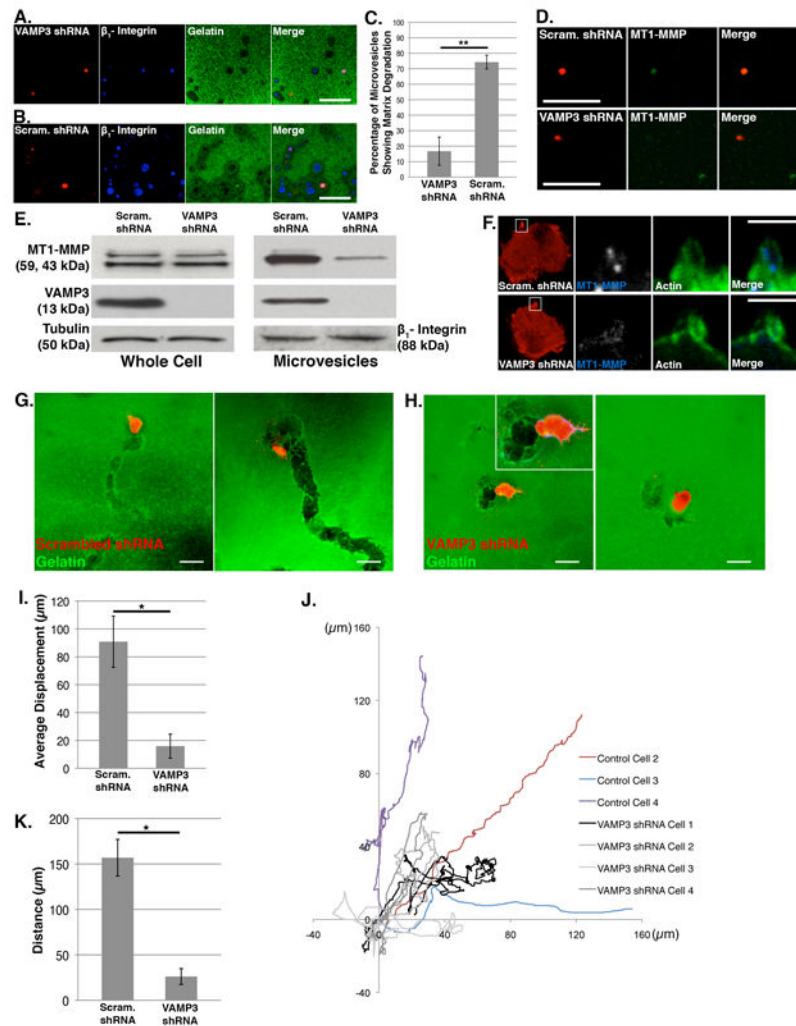 A.
VAMP3 shRNA
β1- Integrin
Gelatin
Merge
B.
Scram. shRNA
β1- Integrin
Gelatin
Merge
C.
Percentage of Microvesicles
Showing Matrix Degradation
100
90
80
70
60
50
40
30
20
10
0
**
VAMP3
shRNA
Scram.
shRNA
D.
Scram. shRNA
MT1-MMP
Merge
VAMP3 shRNA
MT1-MMP
Merge
E.
Scram.
shRNA
VAMP3
shRNA
Scram.
shRNA
VAMP3
shRNA
MT1-MMP
(59, 43 kDa)
VAMP3
(13 kDa)
Tubulin
(50 kDa)
β1- Integrin
(88 kDa)
Whole Cell
Microvesicles
F.
Scram. shRNA
MT1-MMP
Actin
Merge
VAMP3 shRNA
MT1-MMP
Actin
Merge
G.
Scrambled shRNA
Gelatin
H.
VAMP3 shRNA
Gelatin
I.
Average Displacement (µm)
120
100
80
60
40
20
0
*
Scram.
shRNA
VAMP3
shRNA
J.
(µm)
160
120
80
40
0
-40
-40
0
40
80
120
160
(µm)
Control Cell 2
Control Cell 3
Control Cell 4
VAMP3 shRNA Cell 1
VAMP3 shRNA Cell 2
VAMP3 shRNA Cell 3
VAMP3 shRNA Cell 4
K.
Distance (µm)
200
150
100
50
0
*
Scram.
shRNA
VAMP3
shRNA